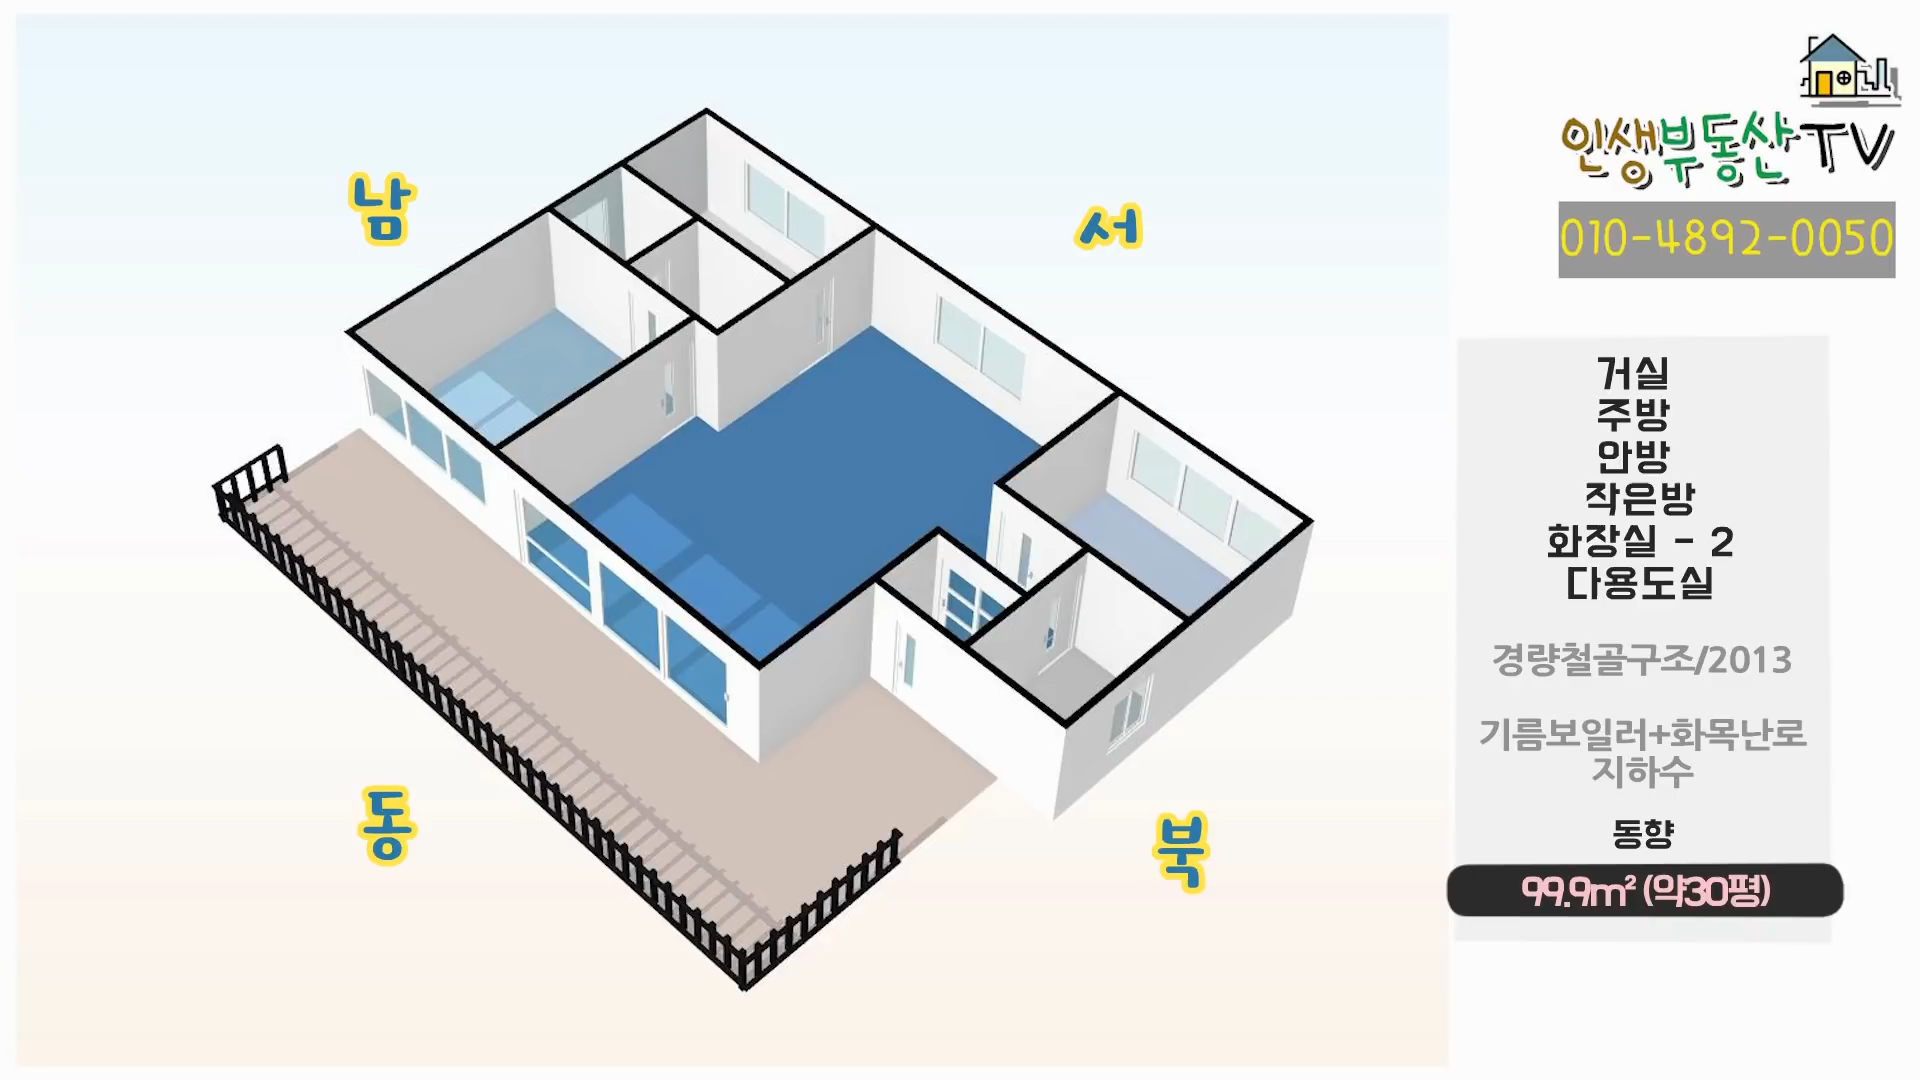 인생부동산TV
010-4892-0050
남
서
동
북
거실
주방
안방
작은방
화장실 - 2
다용도실
경량철골구조/2013
기름보일러+화목난로
지하수
동향
99.9m² (약30평)